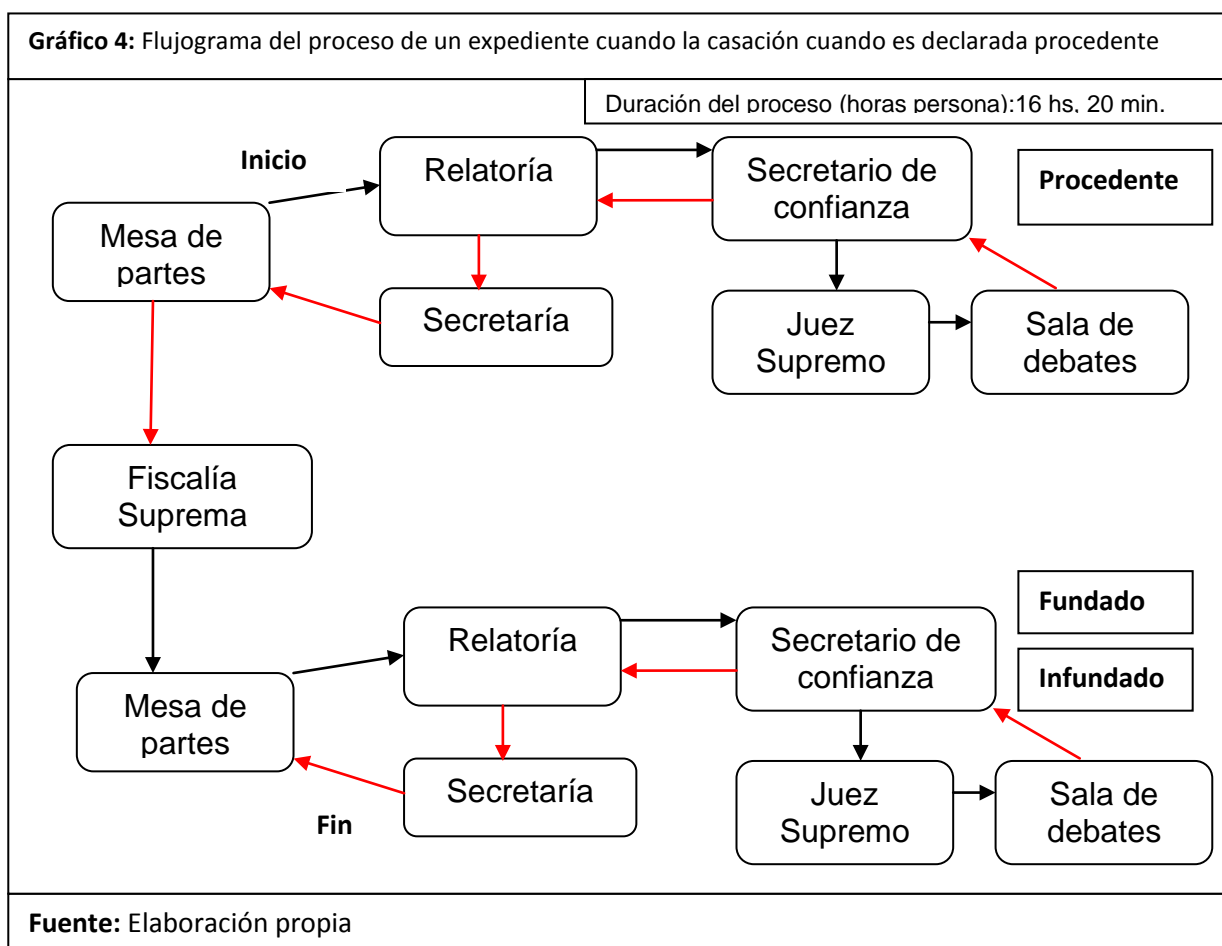 Gráfico 4: Flujograma del proceso de un expediente cuando la casación cuando es declarada procedente
Duración del proceso (horas persona):16 hs, 20 min.
Inicio
Relatoría
Secretario de
confianza
Procedente
Mesa de
partes
Secretaría
Juez
Supremo
Sala de
debates
Fiscalía
Suprema
Relatoría
Secretario de
confianza
Fundado
Infundado
Mesa de
partes
Secretaría
Juez
Supremo
Sala de
debates
Fin
Fuente: Elaboración propia